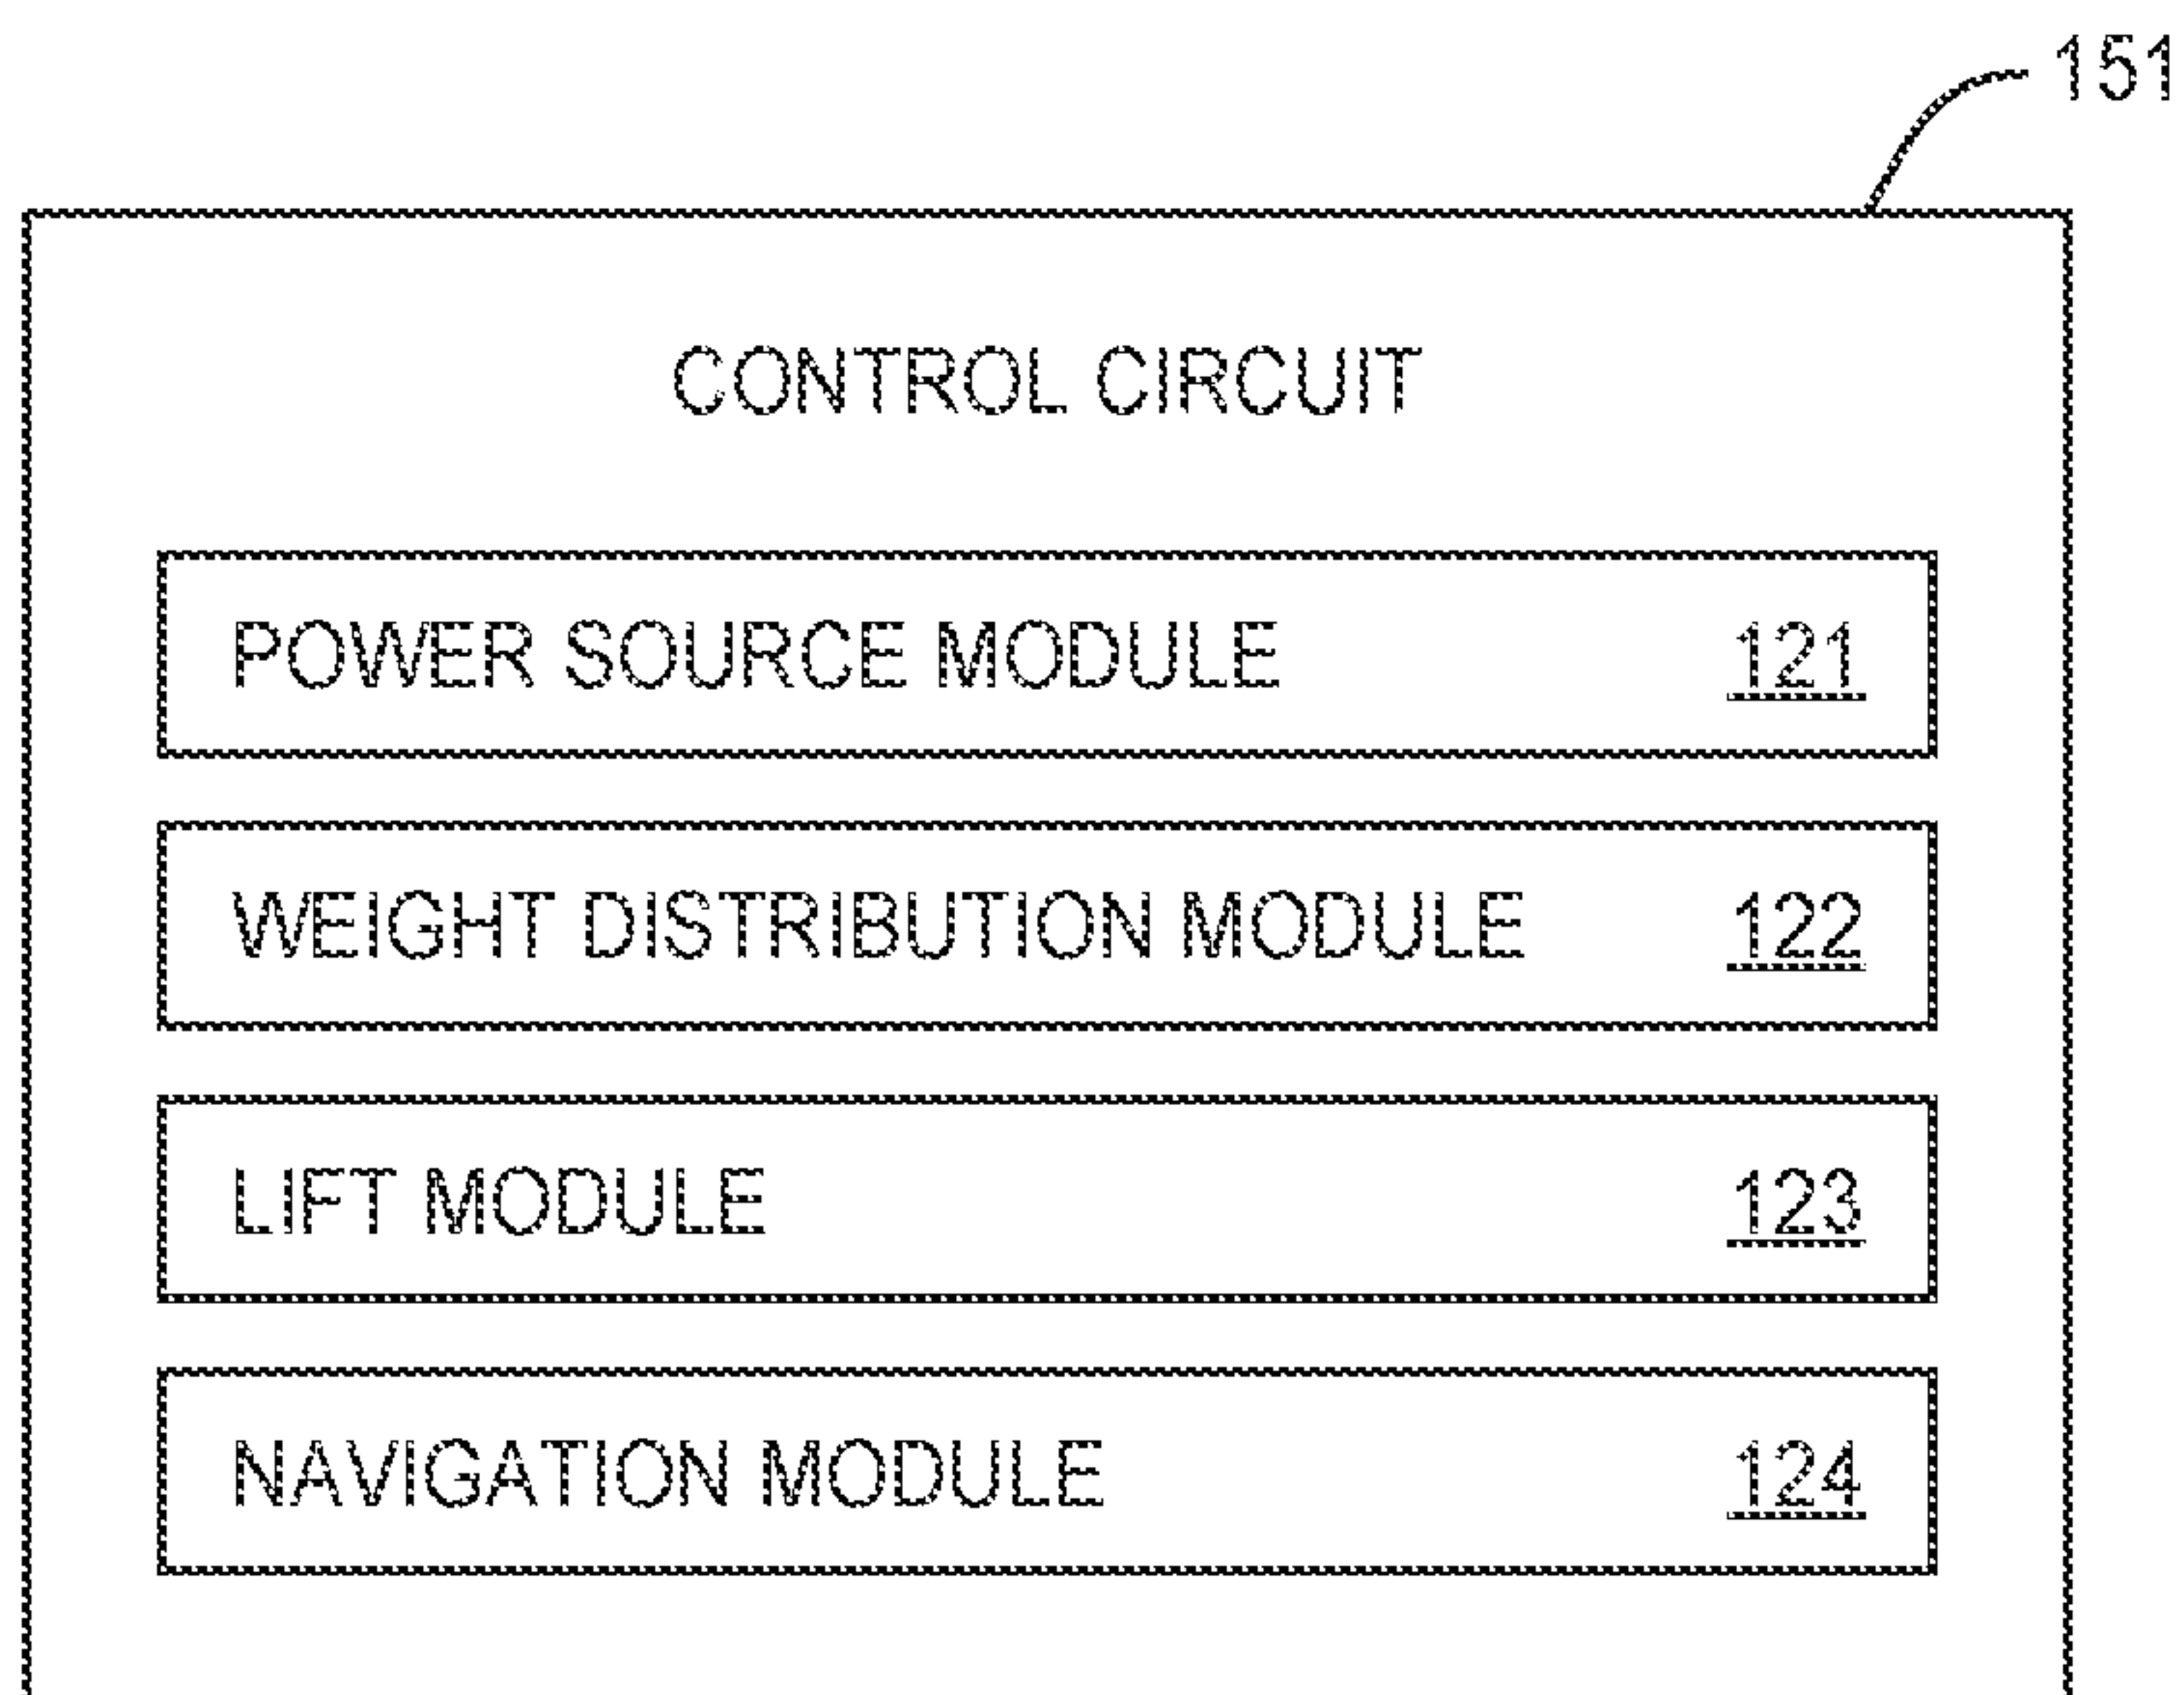 151
CONTROL CIRCUIT
POWER SOURCE MODULE 121
WEIGHT DISTRIBUTION MODULE 122
LIFT MODULE 123
NAVIGATION MODULE 124